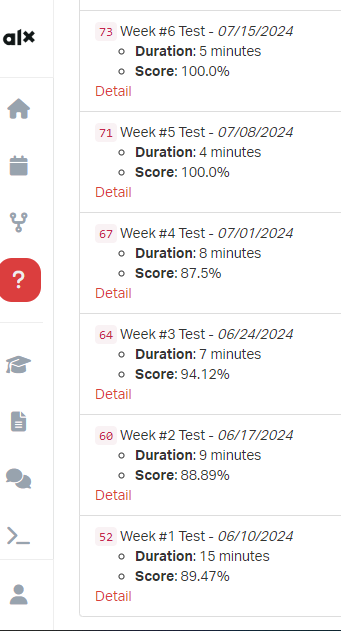 alx
73 Week #6 Test - 07/15/2024
Duration: 5 minutes
Score: 100.0%
Detail
71 Week #5 Test - 07/08/2024
Duration: 4 minutes
Score: 100.0%
Detail
67 Week #4 Test - 07/01/2024
Duration: 8 minutes
Score: 87.5%
Detail
?
64 Week #3 Test - 06/24/2024
Duration: 7 minutes
Score: 94.12%
Detail
60 Week #2 Test - 06/17/2024
Duration: 9 minutes
Score: 88.89%
Detail
52 Week #1 Test - 06/10/2024
Duration: 15 minutes
Score: 89.47%
Detail